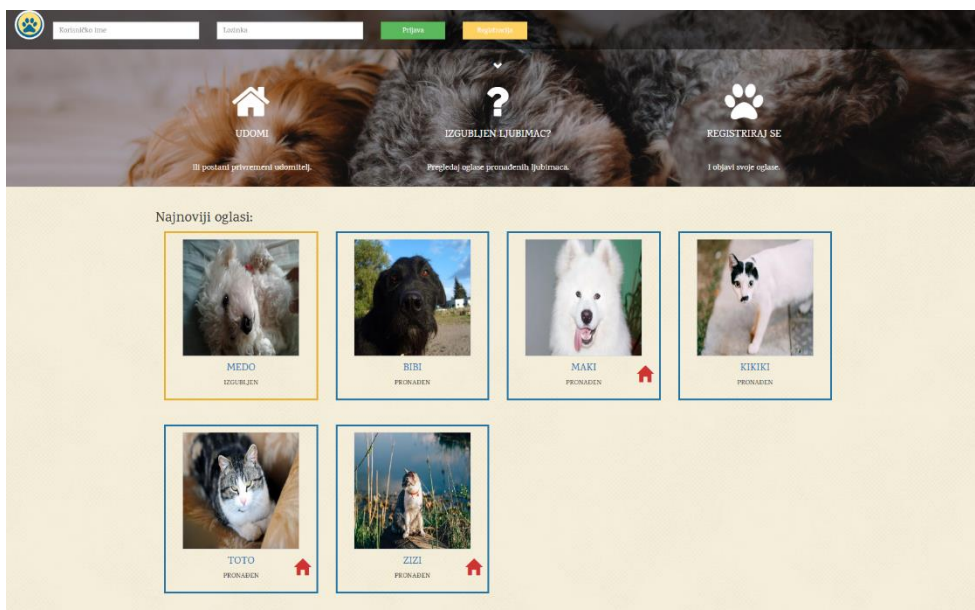 Korisničko ime
Lozinka
Prijava
Registracija
UDOMI
Ili postani privremeni udomitelj.
IZGUBLJEN LJUBIMAC?
Pregledaj oglase pronađenih ljubimaca.
REGISTRIRAJ SE
I objavi svoje oglase.
Najnoviji oglasi:
MEDO
IZGUBLJEN
BIBI
PRONAĐEN
MAKI
PRONAĐEN
KIKIKI
PRONAĐEN
TOTO
PRONAĐEN
ZIZI
PRONAĐEN